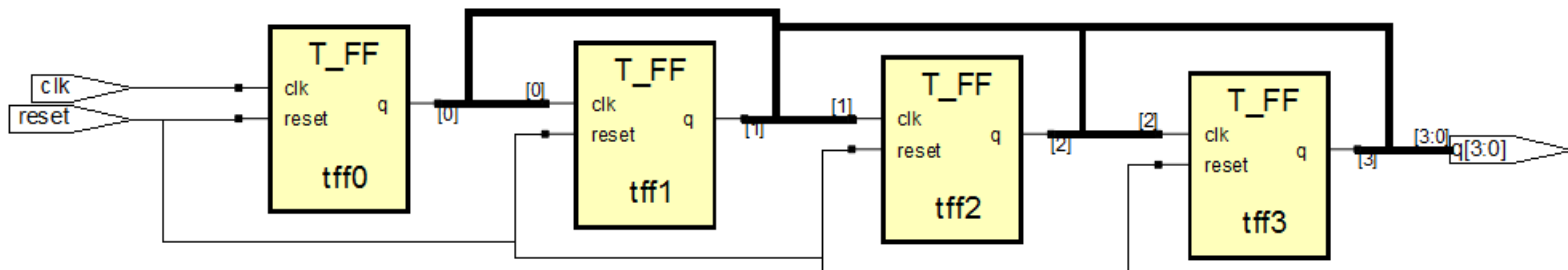 clk
reset
T_FF
clk
reset
q
tff0
[0]
[0]
T_FF
clk
reset
q
tff1
[1]
[1]
T_FF
clk
reset
q
tff2
[2]
[2]
T_FF
clk
reset
q
tff3
[3]
[3:0]
q[3:0]